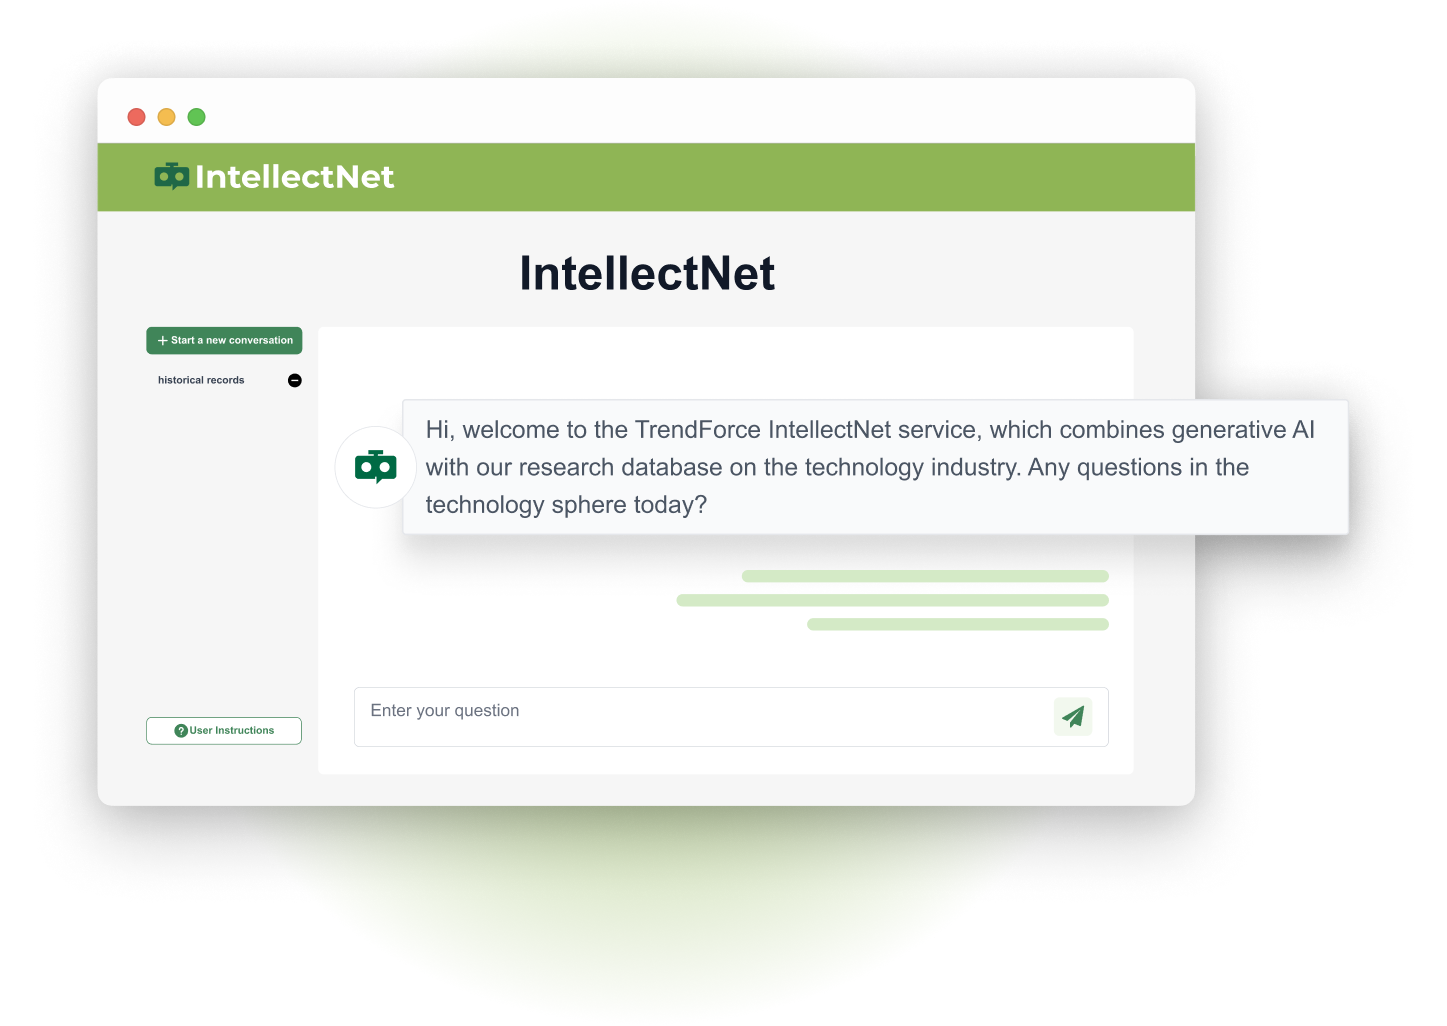 IntellectNet
IntellectNet
Start a new conversation
historical records
Hi, welcome to the TrendForce IntellectNet service, which combines generative AI
with our research database on the technology industry. Any questions in the
technology sphere today?
Enter your question
? User Instructions